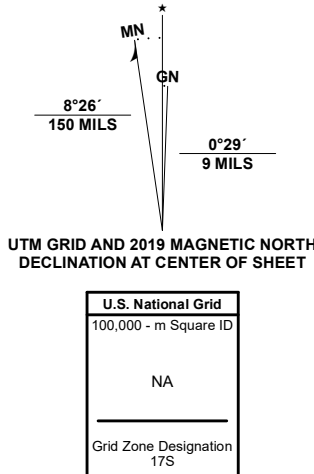 ★
MN
GN
8°26´
150 MILS
0°29´
9 MILS
UTM GRID AND 2019 MAGNETIC NORTH
DECLINATION AT CENTER OF SHEET
U.S. National Grid
100,000 - m Square ID
NA
Grid Zone Designation
17S